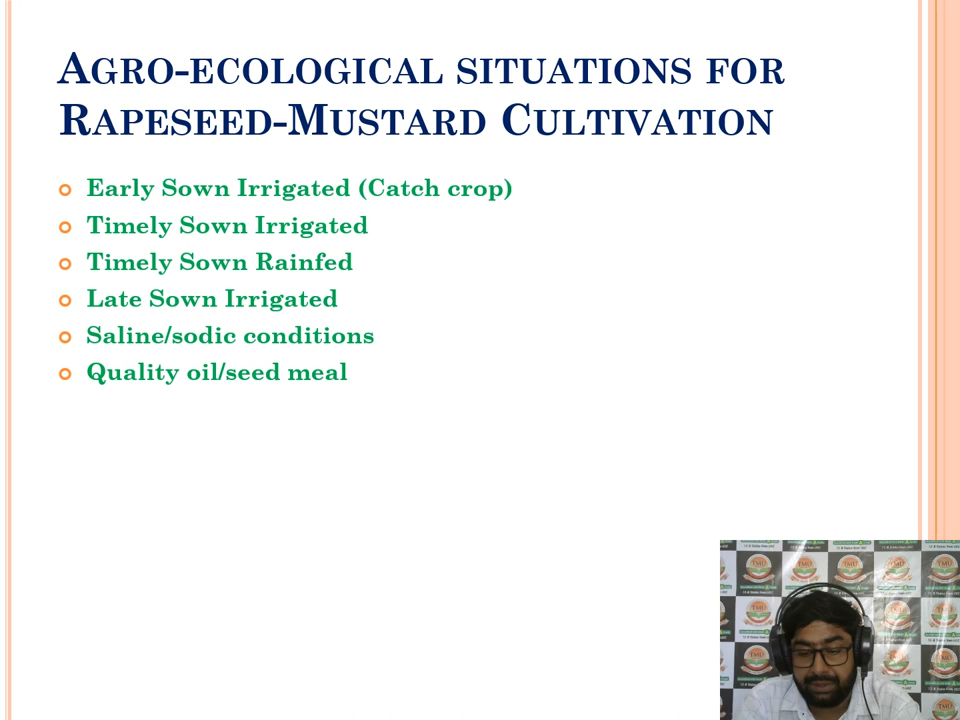 AGRO-ECOLOGICAL SITUATIONS FOR
RAPESEED-MUSTARD CULTIVATION
Early Sown Irrigated (Catch crop)
Timely Sown Irrigated
Timely Sown Rainfed
Late Sown Irrigated
Saline/sodic conditions
Quality oil/seed meal
TMU